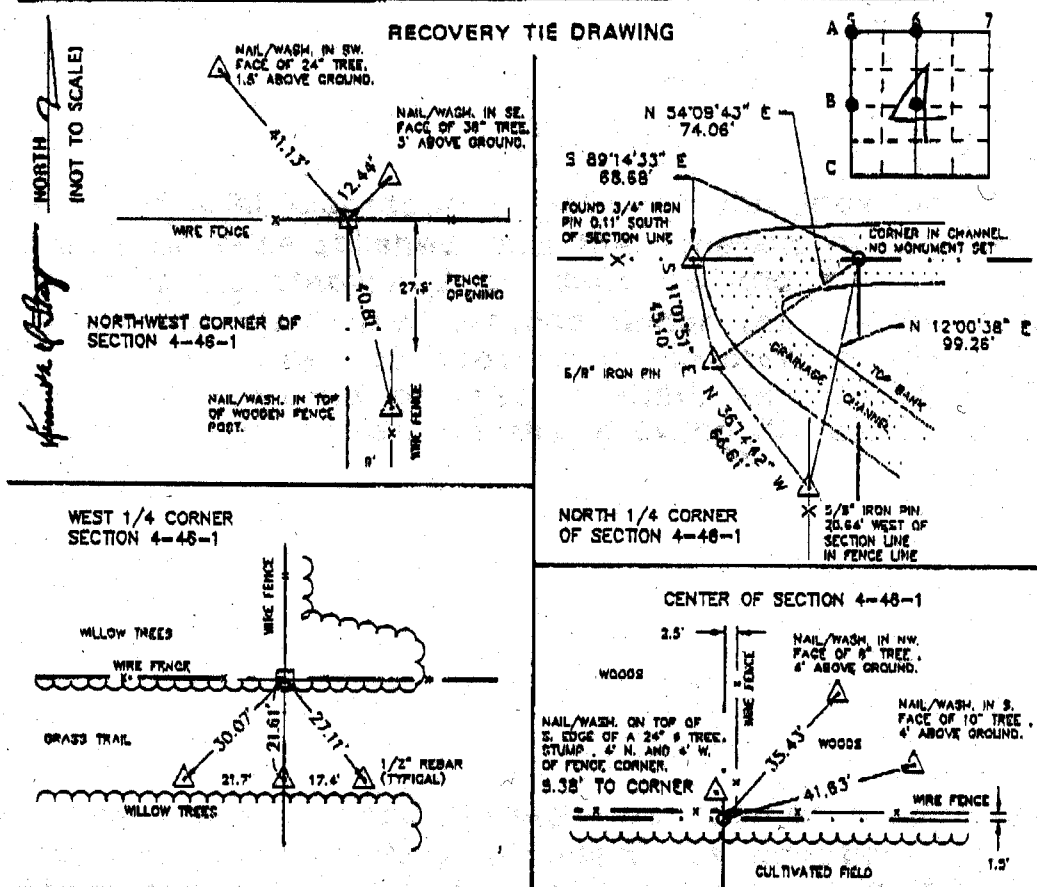 RECOVERY TIE DRAWING
NORTH
(NOT TO SCALE)
NAIL/WASH. IN SW.
FACE OF 24" TREE.
1.5' ABOVE GROUND.
NAIL/WASH. IN SE.
FACE OF 38" TREE.
3' ABOVE GROUND.
41.13'
12.44'
WIRE FENCE
27.5'
FENCE
OPENING
40.81'
NORTHWEST CORNER OF
SECTION 4-46-1
NAIL/WASH. IN TOP
OF WOODEN FENCE
POST.
WIRE FENCE
9'
5
6
7
A
B
C
4
N 54°09'43" E
74.06'
S 89°14'33" E
68.68'
FOUND 3/4" IRON
PIN 0.11' SOUTH
OF SECTION LINE
CORNER IN CHANNEL
NO MONUMENT SET
S 11°01'51" E
45.10'
N 12°00'38" E
99.26'
5/8" IRON PIN
DRAINAGE
CHANNEL
TOP BANK
N 36°14'42" W
66.61'
NORTH 1/4 CORNER
OF SECTION 4-46-1
5/8" IRON PIN
20.64' WEST OF
SECTION LINE
IN FENCE LINE
WEST 1/4 CORNER
SECTION 4-46-1
WIRE FENCE
WILLOW TREES
WIRE FENCE
30.07'
21.61'
27.11'
GRASS TRAIL
21.7'
17.4'
1/2" REBAR
(TYPICAL)
WILLOW TREES
CENTER OF SECTION 4-46-1
2.5'
WOODS
WIRE FENCE
NAIL/WASH. IN NW.
FACE OF 8" TREE.
4' ABOVE GROUND.
NAIL/WASH. IN S.
FACE OF 10" TREE.
4' ABOVE GROUND.
NAIL/WASH. ON TOP OF
S. EDGE OF A 24" ø TREE
STUMP. 4' N. AND 4' W.
OF FENCE CORNER.
5.38' TO CORNER
35.43'
WOODS
41.63'
WIRE FENCE
1.5'
CULTIVATED FIELD